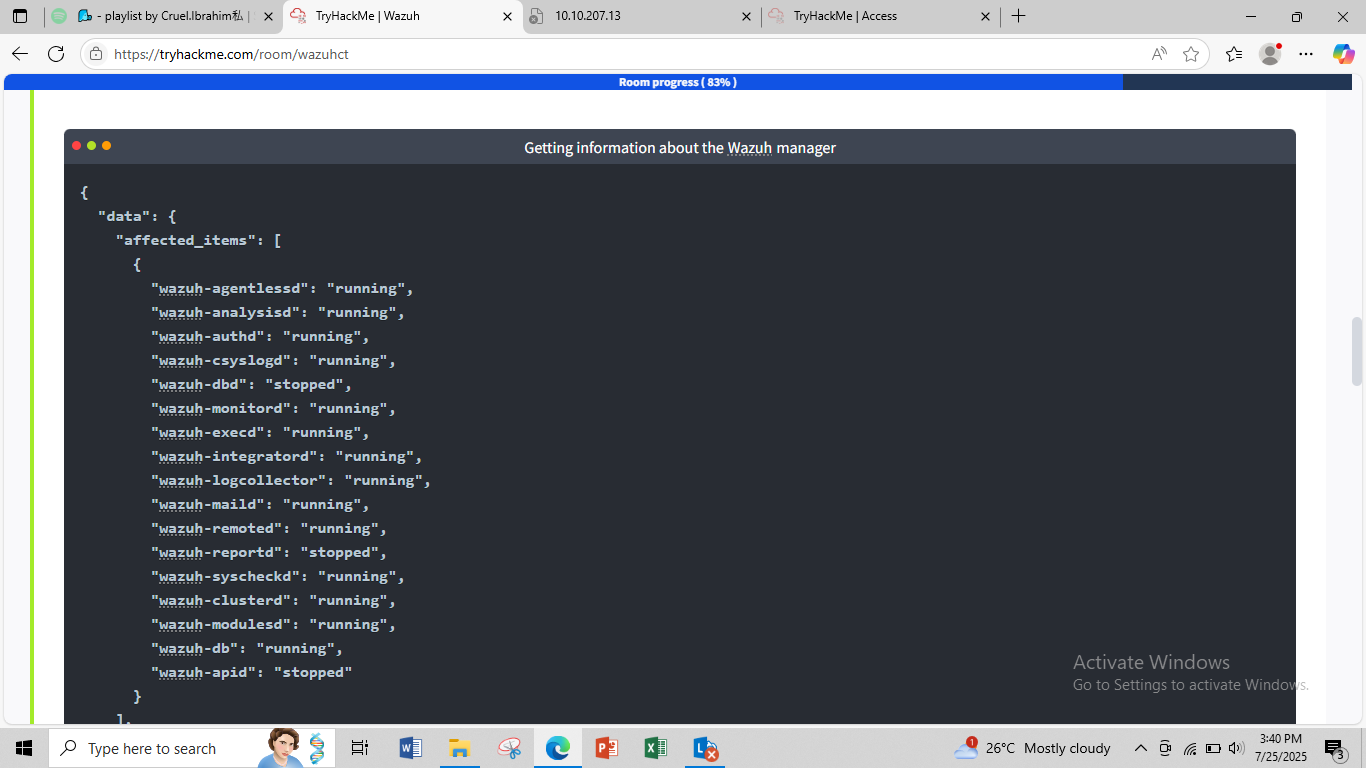 - playlist by Cruel.Ibrahim私 |
TryHackMe | Wazuh
10.10.207.13
TryHackMe | Access
https://tryhackme.com/room/wazuhct
Room progress ( 83% )
Getting information about the Wazuh manager
{
"data": {
"affected_items": [
{
"wazuh-agentlessd": "running",
"wazuh-analysisd": "running",
"wazuh-authd": "running",
"wazuh-csyslogd": "running",
"wazuh-dbd": "stopped",
"wazuh-monitord": "running",
"wazuh-execd": "running",
"wazuh-integratord": "running",
"wazuh-logcollector": "running",
"wazuh-maild": "running",
"wazuh-remoted": "running",
"wazuh-reportd": "stopped",
"wazuh-syscheckd": "running",
"wazuh-clusterd": "running",
"wazuh-modulesd": "running",
"wazuh-db": "running",
"wazuh-apid": "stopped"
}
],
Activate Windows
Go to Settings to activate Windows.
Type here to search
1
26°C Mostly cloudy
3:40 PM
7/25/2025
3